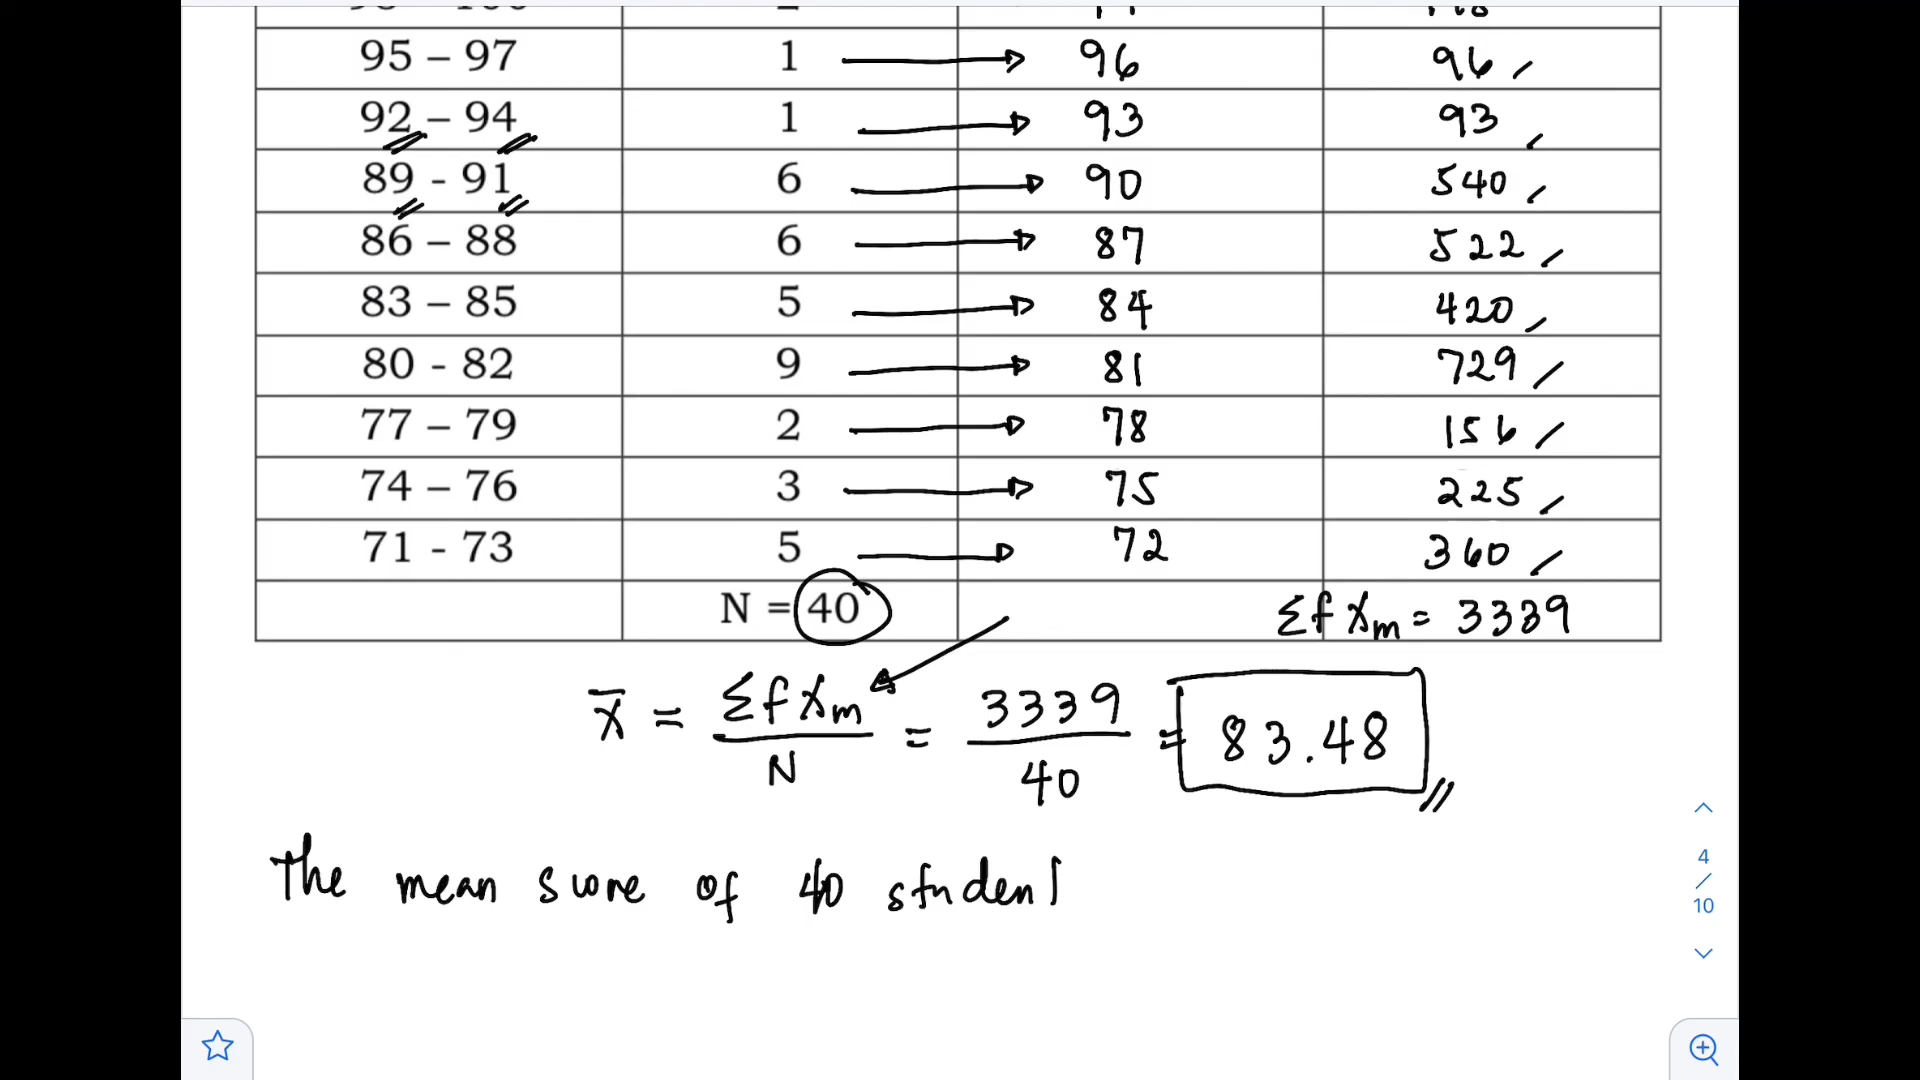 95 – 97 1 96 96
92 – 94 1 93 93
89 - 91 6 90 540
86 – 88 6 87 522
83 – 85 5 84 420
80 - 82 9 81 729
77 – 79 2 78 156
74 – 76 3 75 225
71 - 73 5 72 360
N = 40 Σf Xm = 3339
x̄ = Σf Xm / N = 3339 / 40 = 83.48
The mean score of 40 student
4
/
10